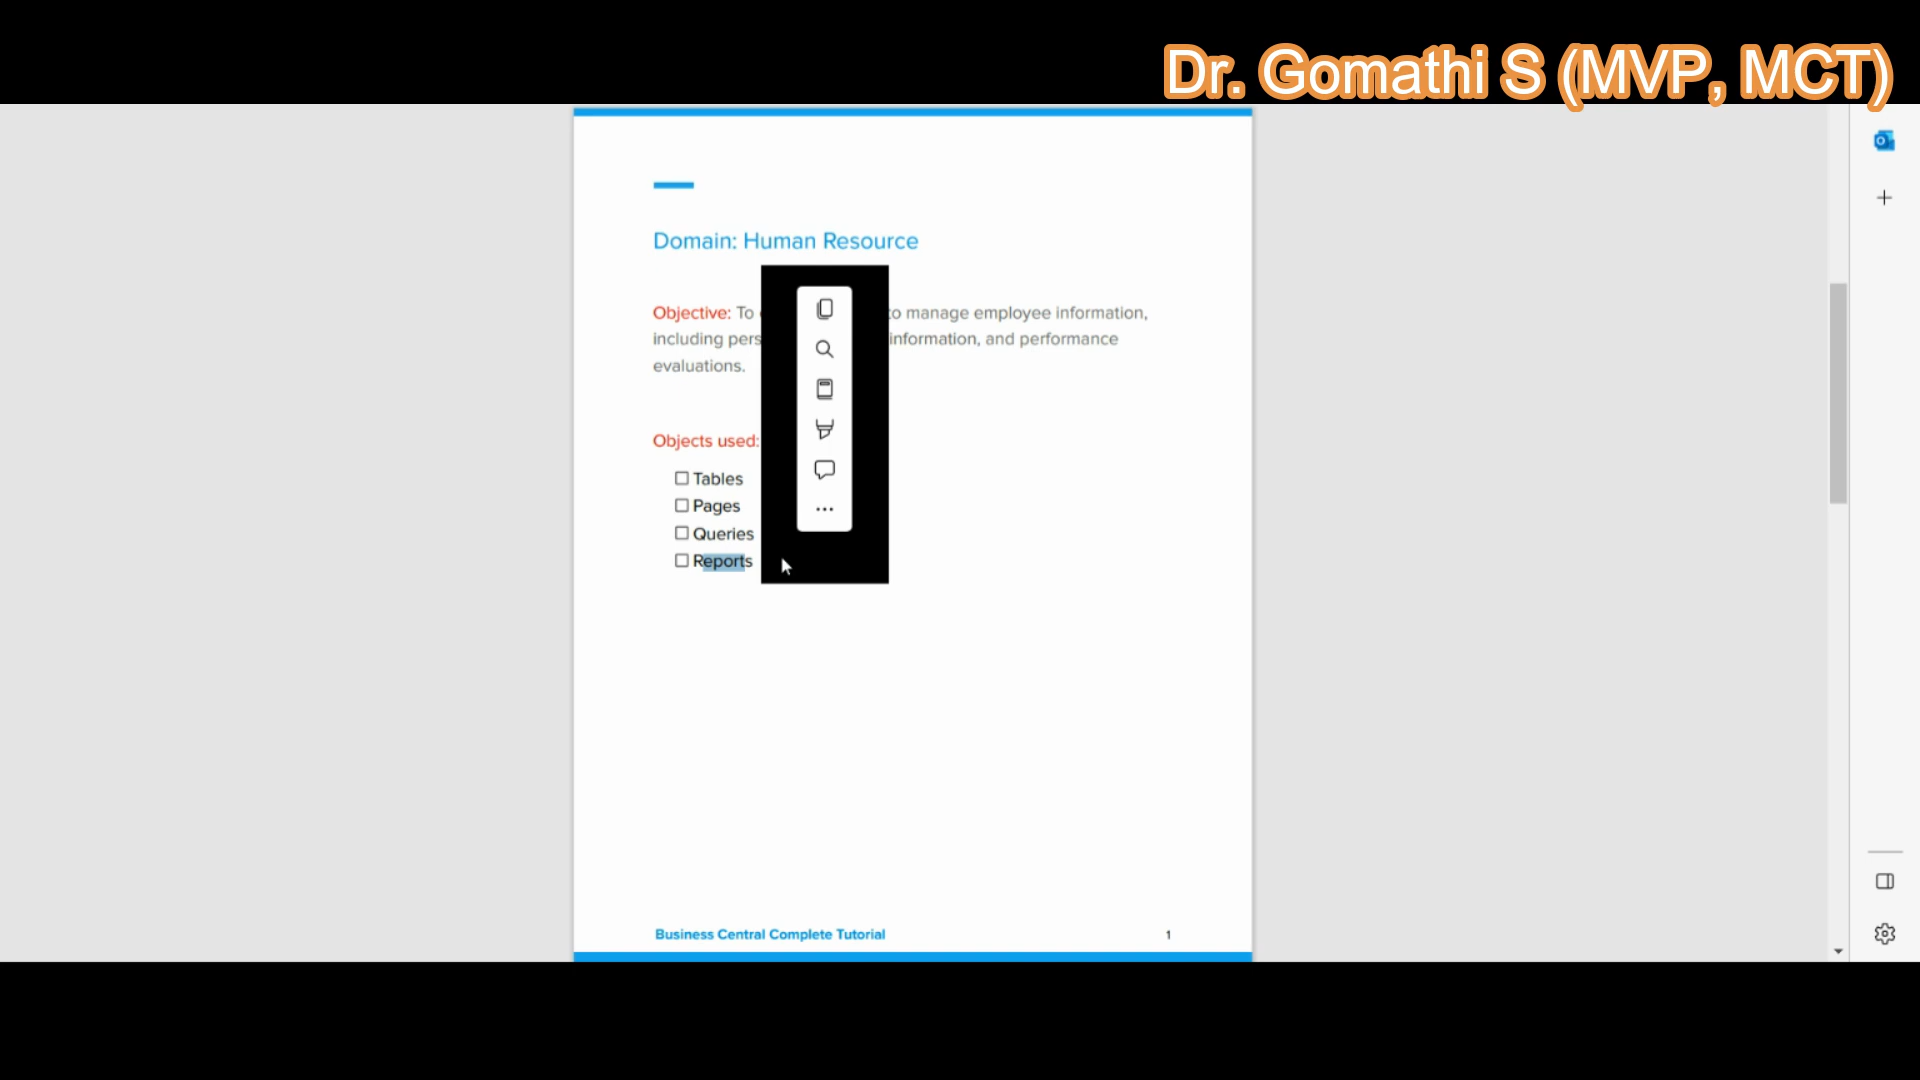 Dr. Gomathi S (MVP, MCT)
Domain: Human Resource
Objective: To to manage employee information,
including information, and performance
evaluations.
Objects used:
Tables
Pages
Queries
Reports
Business Central Complete Tutorial 1